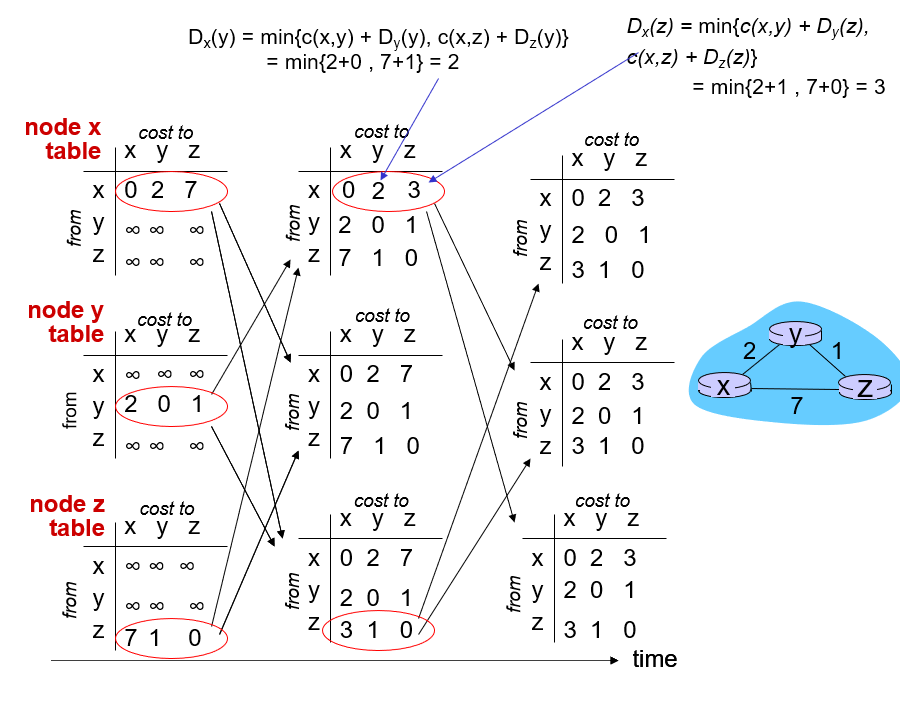 Dx(y) = min{c(x,y) + Dy(y), c(x,z) + Dz(y)}
= min{2+0 , 7+1} = 2
Dx(z) = min{c(x,y) + Dy(z),
c(x,z) + Dz(z)}
= min{2+1 , 7+0} = 3
node x
table
cost to
x y z
from
x 0 2 7
y ∞ ∞ ∞
z ∞ ∞ ∞
cost to
x y z
from
x 0 2 3
y 2 0 1
z 7 1 0
cost to
x y z
from
x 0 2 3
y 2 0 1
z 3 1 0
node y
table
cost to
x y z
from
x ∞ ∞ ∞
y 2 0 1
z ∞ ∞ ∞
cost to
x y z
from
x 0 2 7
y 2 0 1
z 7 1 0
cost to
x y z
from
x 0 2 3
y 2 0 1
z 3 1 0
y
2 1
x z
7
node z
table
cost to
x y z
from
x ∞ ∞ ∞
y ∞ ∞ ∞
z 7 1 0
cost to
x y z
from
x 0 2 7
y 2 0 1
z 3 1 0
cost to
x y z
from
x 0 2 3
y 2 0 1
z 3 1 0
time